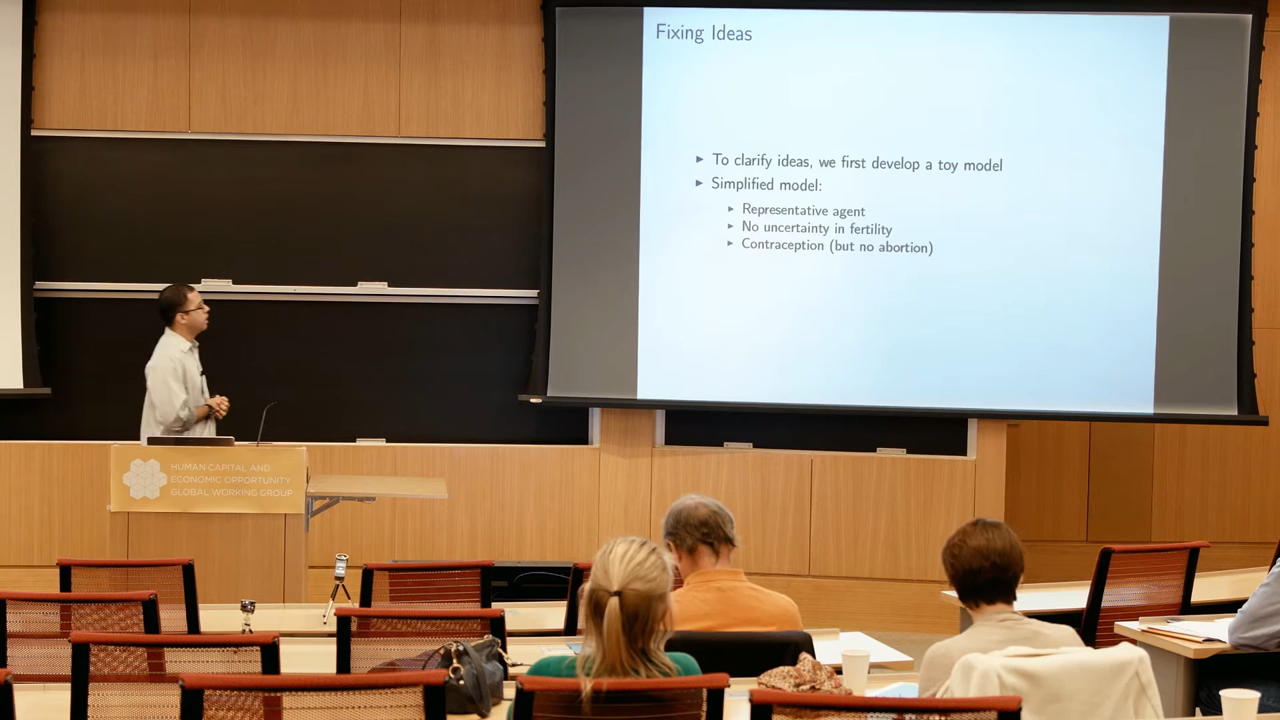 Fixing Ideas
▶ To clarify ideas, we first develop a toy model
▶ Simplified model:
▶ Representative agent
▶ No uncertainty in fertility
▶ Contraception (but no abortion)
HUMAN CAPITAL AND
ECONOMIC OPPORTUNITY
GLOBAL WORKING GROUP